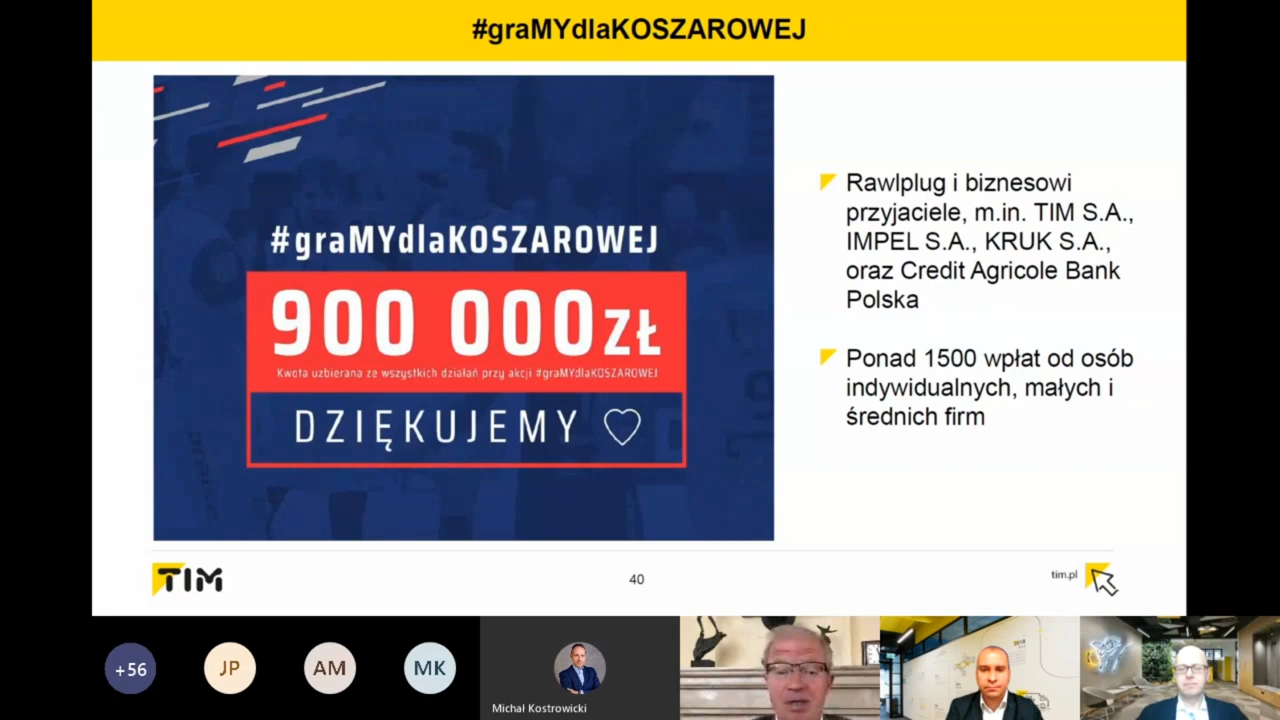 #graMYdlaKOSZAROWEJ
#graMYdlaKOSZAROWEJ
900 000ZŁ
Kwota uzbierana ze wszystkich działań przy akcji #graMYdlaKOSZAROWEJ
DZIĘKUJEMY
Rawlplug i biznesowi
przyjaciele, m.in. TIM S.A.,
IMPEL S.A., KRUK S.A.,
oraz Credit Agricole Bank
Polska
Ponad 1500 wpłat od osób
indywidualnych, małych i
średnich firm
TIM
40
tim.pl
+56
JP
AM
MK
Michał Kostrowicki